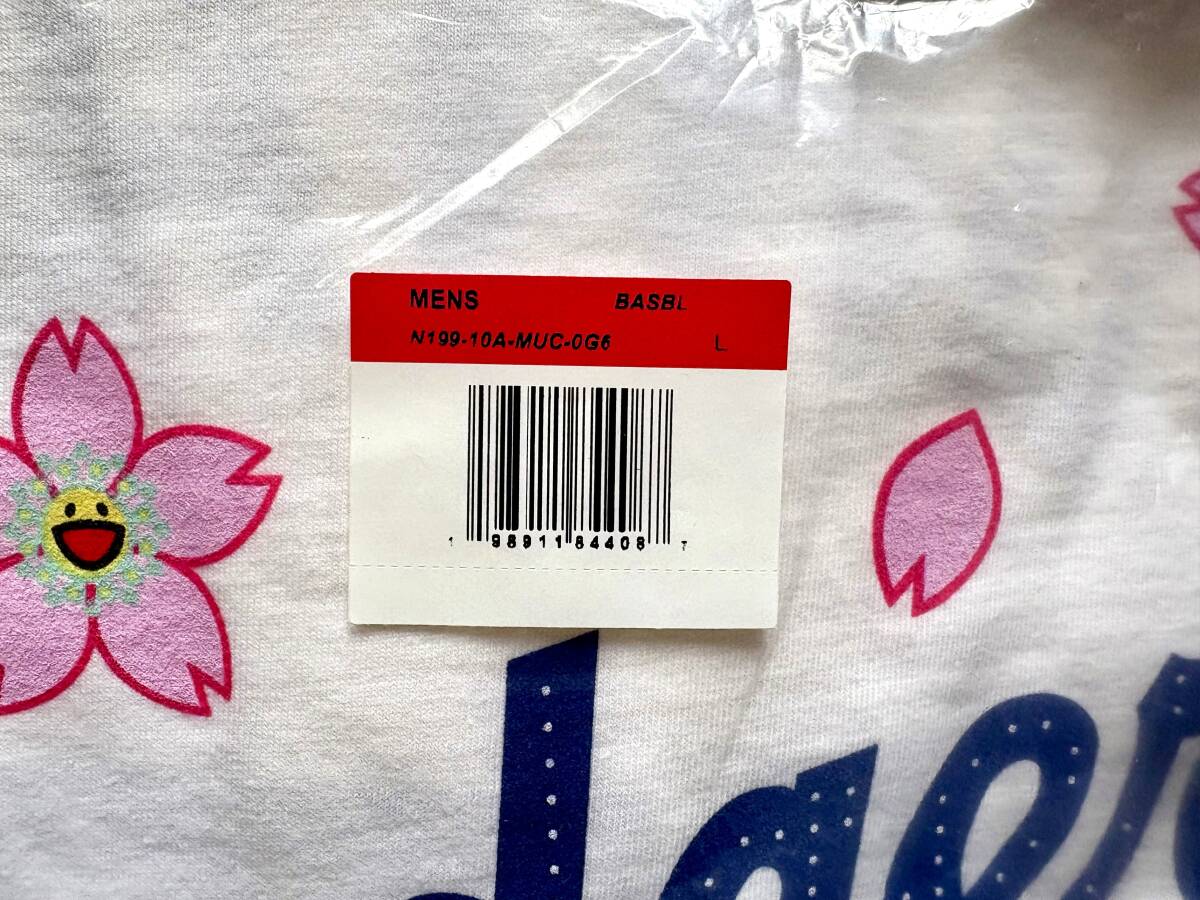 MENS BASBL
N199-10A-MUC-0G6 L
1 98911 84408 7